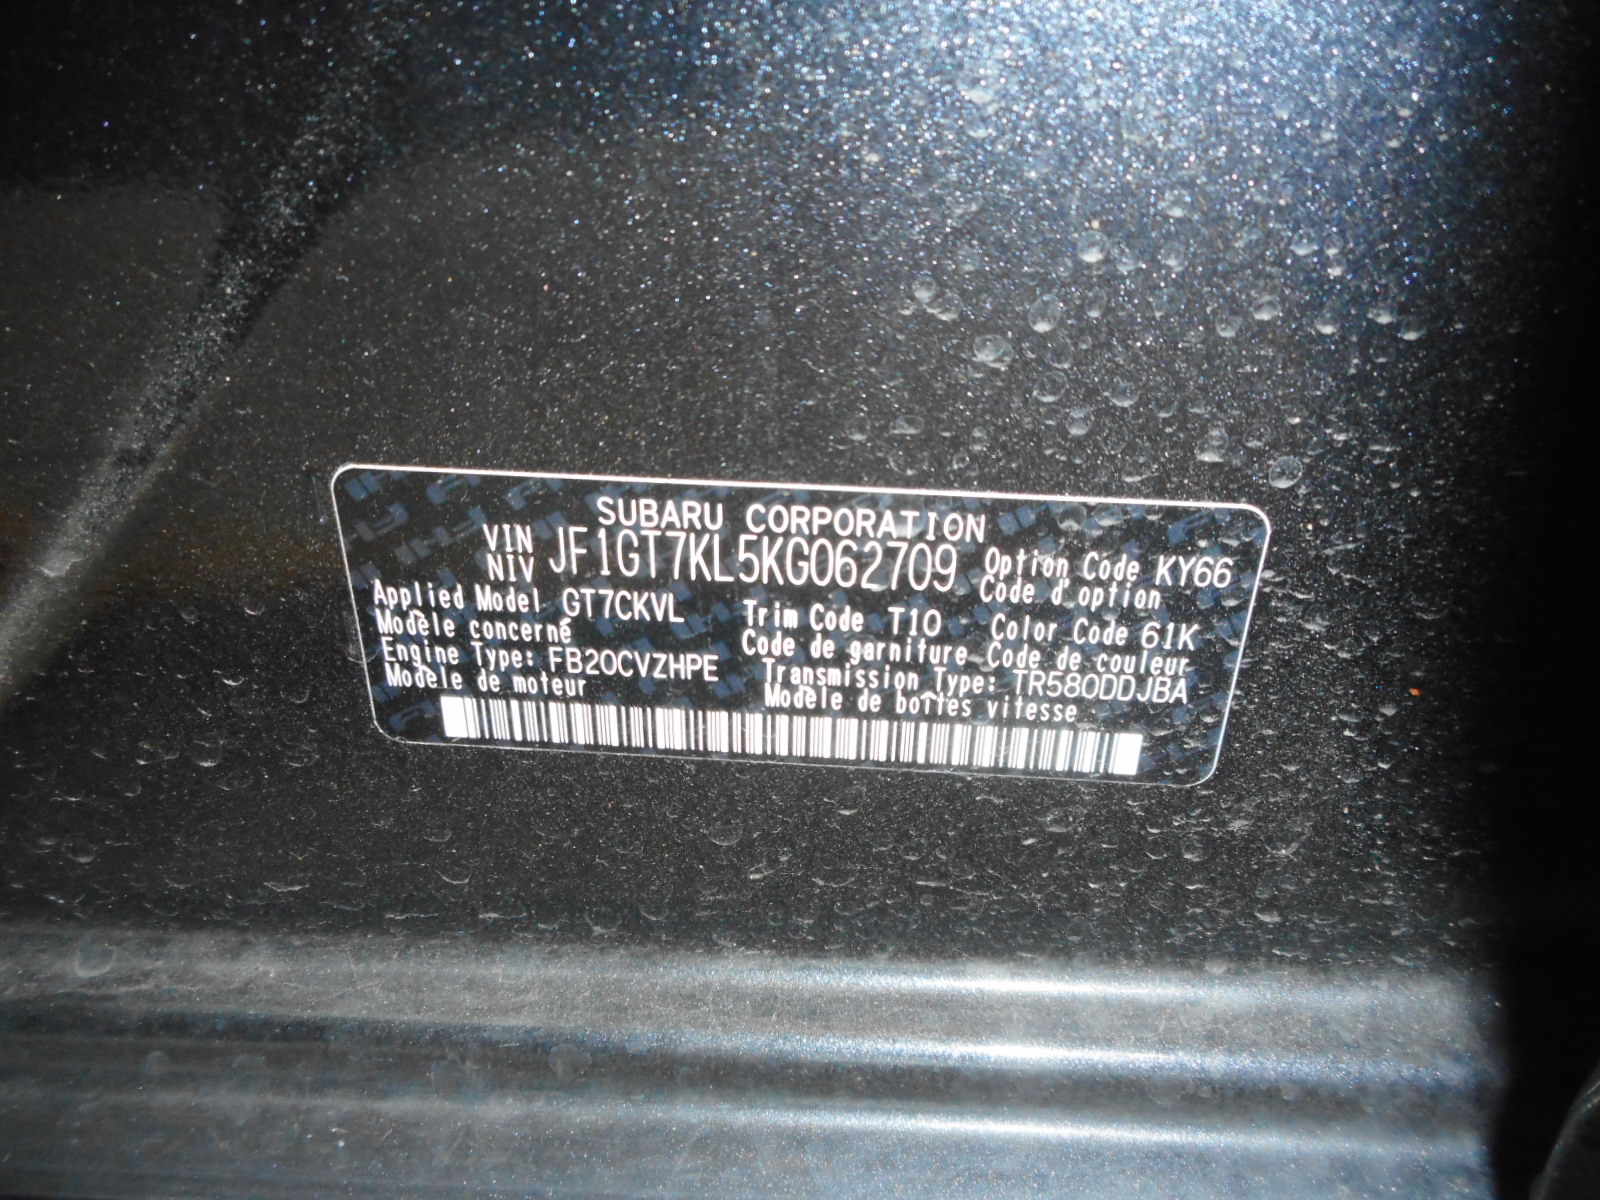 SUBARU CORPORATION
VIN
NIV JF1GT7KL5KG062709
Option Code KY66
Code d'option
Applied Model GT7CKVL
Modèle concerné
Trim Code T10
Code de garniture
Color Code 61K
Code de couleur
Engine Type: FB20CVZHPE
Modèle de moteur
Transmission Type: TR580DDJBA
Modèle de boîtes vitesse